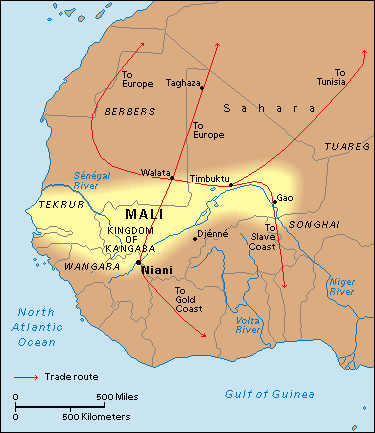 To
Europe
Taghaza
To
Tunisia
BERBERS
Sahara
To
Europe
TUAREG
Sénégal
River
Walata
Timbuktu
TEKRUR
Gao
MALI
KINGDOM
OF
KANGABA
Djénné
To
Slave
Coast
SONGHAI
WANGARA
Niani
Niger
River
To
Gold
Coast
Volta
River
North
Atlantic
Ocean
Trade route
0 500 Miles
0 500 Kilometers
Gulf of Guinea